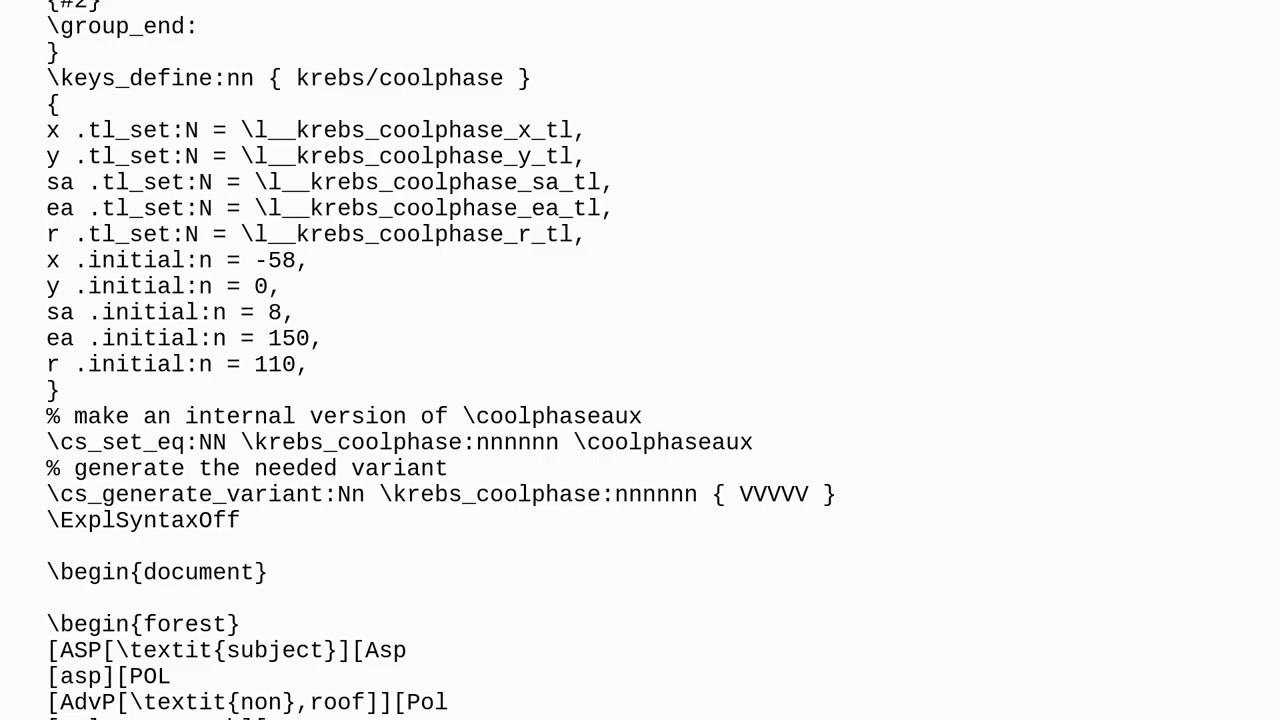 {#2}
\group_end:
}
\keys_define:nn { krebs/coolphase }
{
x .tl_set:N = \l__krebs_coolphase_x_tl,
y .tl_set:N = \l__krebs_coolphase_y_tl,
sa .tl_set:N = \l__krebs_coolphase_sa_tl,
ea .tl_set:N = \l__krebs_coolphase_ea_tl,
r .tl_set:N = \l__krebs_coolphase_r_tl,
x .initial:n = -58,
y .initial:n = 0,
sa .initial:n = 8,
ea .initial:n = 150,
r .initial:n = 110,
}
% make an internal version of \coolphaseaux
\cs_set_eq:NN \krebs_coolphase:nnnnnn \coolphaseaux
% generate the needed variant
\cs_generate_variant:Nn \krebs_coolphase:nnnnnn { VVVVV }
\ExplSyntaxOff
\begin{document}
\begin{forest}
[ASP[\textit{subject}][Asp
[asp][POL
[AdvP[\textit{non},roof]][Pol